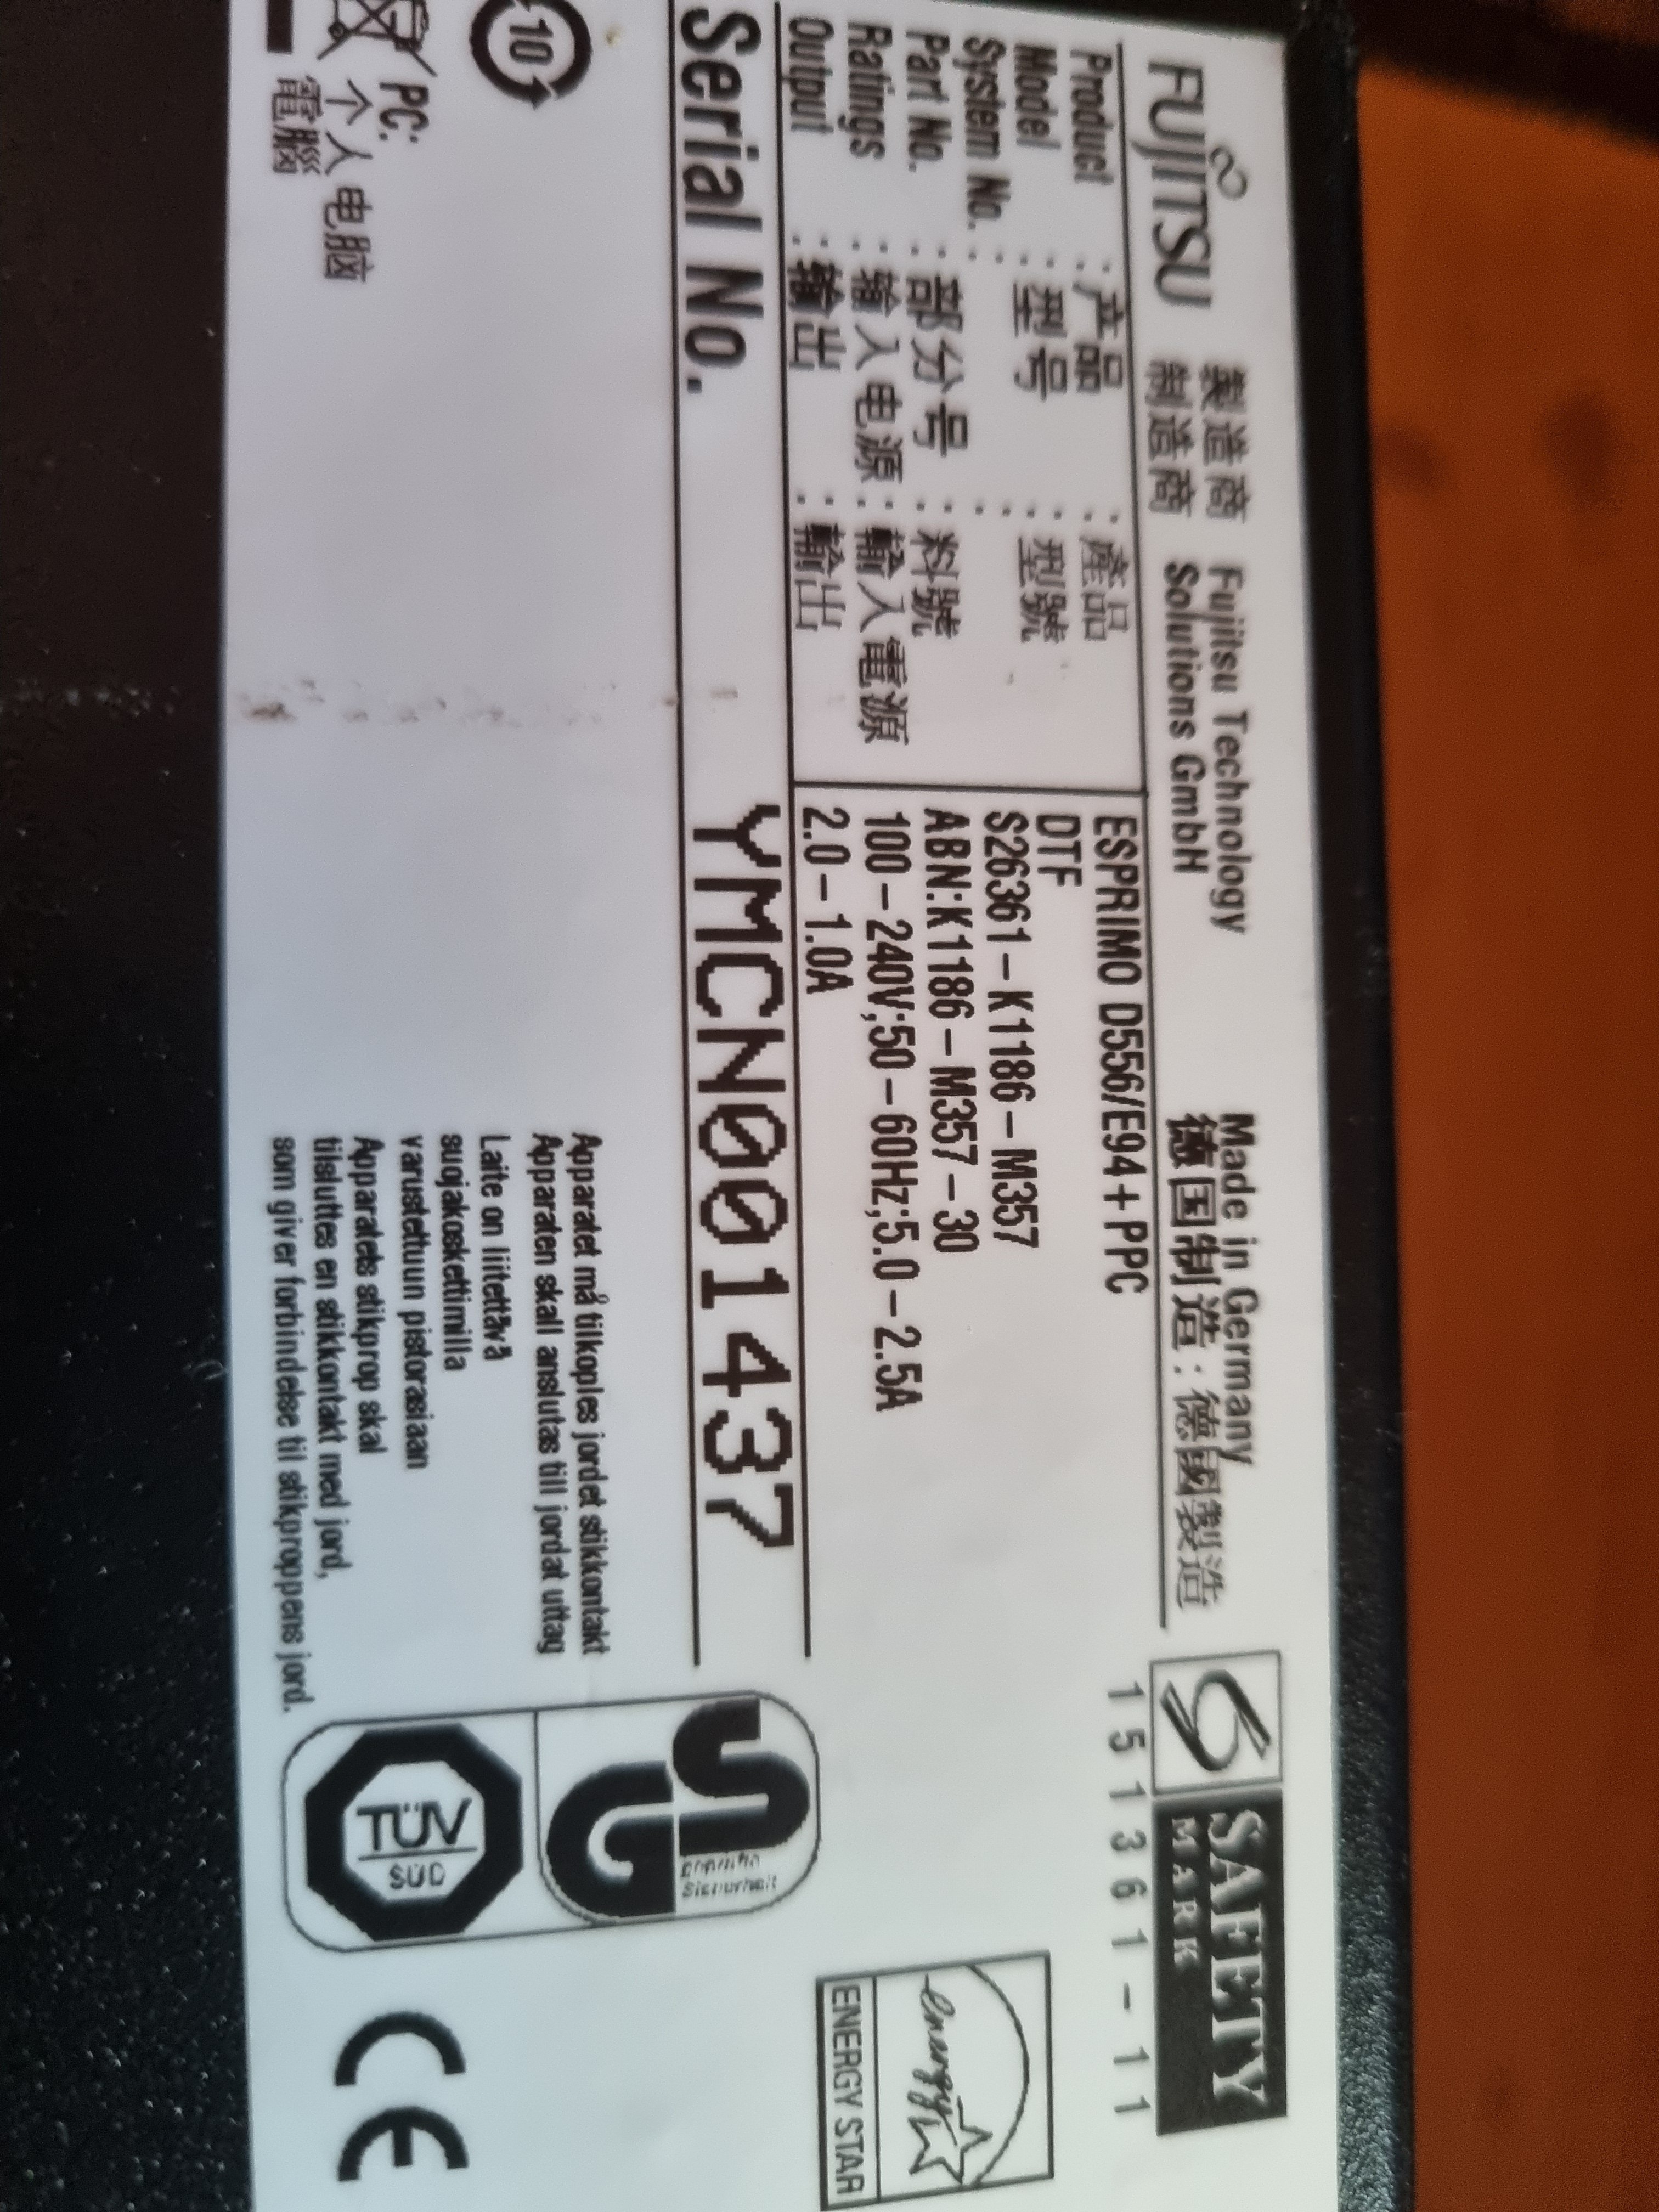 FUJITSU
製造商
制造商
Fujitsu Technology
Solutions GmbH
Made in Germany
德国制造 : 德國製造
SAFETY
MARK
151361-11
Product : 产品 : 產品 ESPRIMO D556/E94+PPC
Model : 型号 : 型號 DTF
System No. : : S26361-K1186-M357
Part No. : 部分号 : 料號 ABN:K1186-M357-30
Ratings : 输入电源 : 輸入電源 100-240V;50-60Hz;5.0-2.5A
Output : 输出 : 輸出 2.0-1.0A
energy
ENERGY STAR
Serial No. YMCN001437
geprüfte
Sicherheit
TÜV
SÜD
10
PC:
个人电脑
電腦
Apparatet må tilkoples jordet stikkontakt
Apparaten skall anslutas till jordat uttag
Laite on liitettävä
suojakoskettimilla
varustettuun pistorasiaan
Apparatets stikprop skal
tilsluttes en stikkontakt med jord,
som giver forbindelse til stikproppens jord.
CE